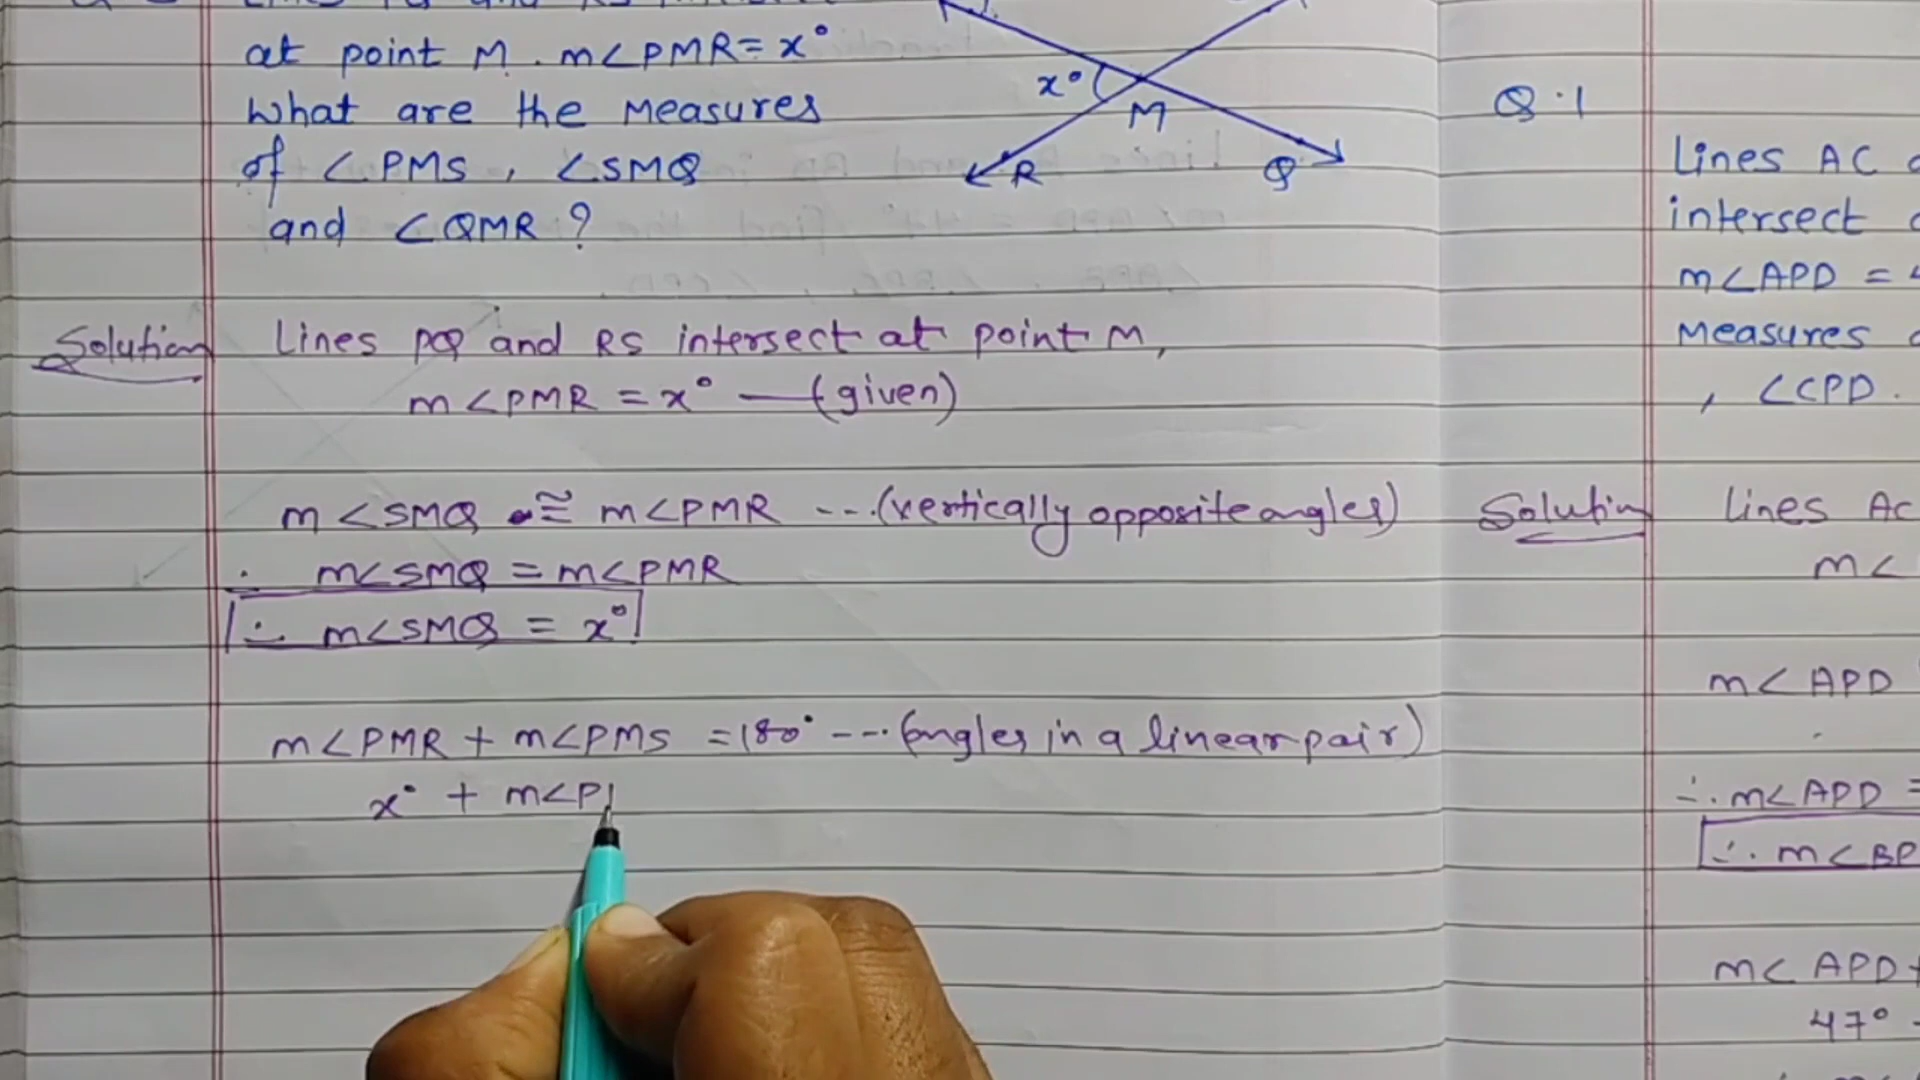 at point M. m∠PMR = x°
What are the measures
of ∠PMS, ∠SMQ
and ∠QMR ?
x°
M
R
Q
Solution Lines PQ and RS intersect at point M,
m∠PMR = x° — (given)
m∠SMQ ≅ m∠PMR ---(vertically opposite angles)
∴ m∠SMQ = m∠PMR
∴ m∠SMQ = x°
m∠PMR + m∠PMS = 180° ---(angles in a linear pair)
x° + m∠P
Q.1
Lines AC
intersect
m∠APD =
measures
, ∠CPD.
Solution Lines AC
m∠
m∠APD
∴ m∠APD =
∴ m∠BP
m∠APD +
47°